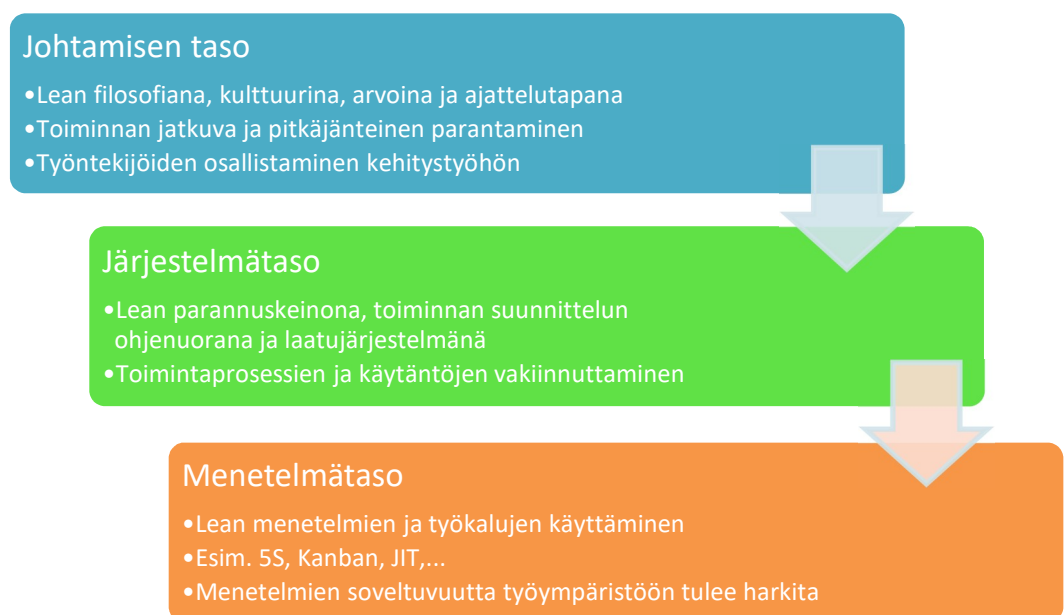 Johtamisen taso
•Lean filosofiana, kulttuurina, arvoina ja ajattelutapana
•Toiminnan jatkuva ja pitkäjänteinen parantaminen
•Työntekijöiden osallistaminen kehitystyöhön
Järjestelmätaso
•Lean parannuskeinona, toiminnan suunnittelun
ohjenuorana ja laatujärjestelmänä
•Toimintaprosessien ja käytäntöjen vakiinnuttaminen
Menetelmätaso
•Lean menetelmien ja työkalujen käyttäminen
•Esim. 5S, Kanban, JIT,...
•Menetelmien soveltuvuutta työympäristöön tulee harkita